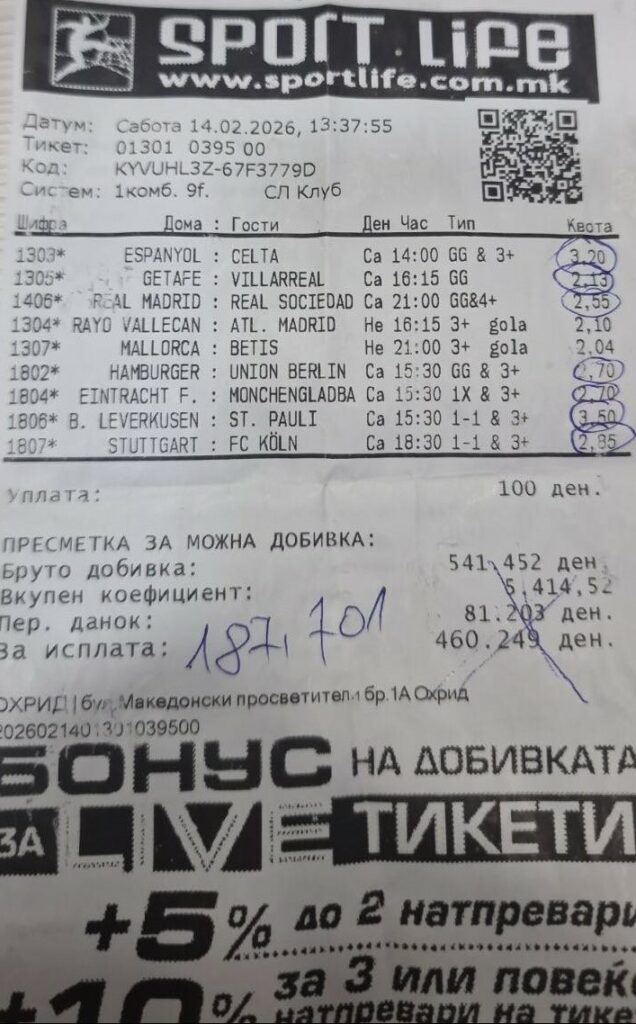 SPORT LIFE
www.sportlife.com.mk
Датум: Сабота 14.02.2026, 13:37:55
Тикет: 01301 0395 00
Код: KYVUHL3Z-67F3779D
Систем: 1комб. 9f. СЛ Клуб
Шифра Дома : Гости Ден Час Тип Квота
1303* ESPANYOL : CELTA Са 14:00 GG & 3+ 3,20
1305* GETAFE : VILLARREAL Са 16:15 GG 2,13
1406* REAL MADRID : REAL SOCIEDAD Са 21:00 GG&4+ 2,55
1304* RAYO VALLECAN : ATL. MADRID Не 16:15 3+ gola 2,10
1307* MALLORCA : BETIS Не 21:00 3+ gola 2,04
1802* HAMBURGER : UNION BERLIN Са 15:30 GG & 3+ 2,70
1804* EINTRACHT F. : MONCHENGLADBA Са 15:30 1X & 3+ 2,70
1806* B. LEVERKUSEN : ST. PAULI Са 15:30 1-1 & 3+ 3,50
1807* STUTTGART : FC KÖLN Са 18:30 1-1 & 3+ 2,85
Уплата: 100 ден.
ПРЕСМЕТКА ЗА МОЖНА ДОБИВКА:
Бруто добивка: 541.452 ден.
Вкупен коефициент: 5.414,52
Пер. данок: 81.203 ден.
За исплата: 187,701 460.249 ден.
ОХРИД | бул. Македонски просветители бр.1А Охрид
2026021401301039500
БОНУС НА ДОБИВКАТА
ЗА LIVE ТИКЕТИ
+5% до 2 натпревари
+10% за 3 или повеќе
натпревари на тикет